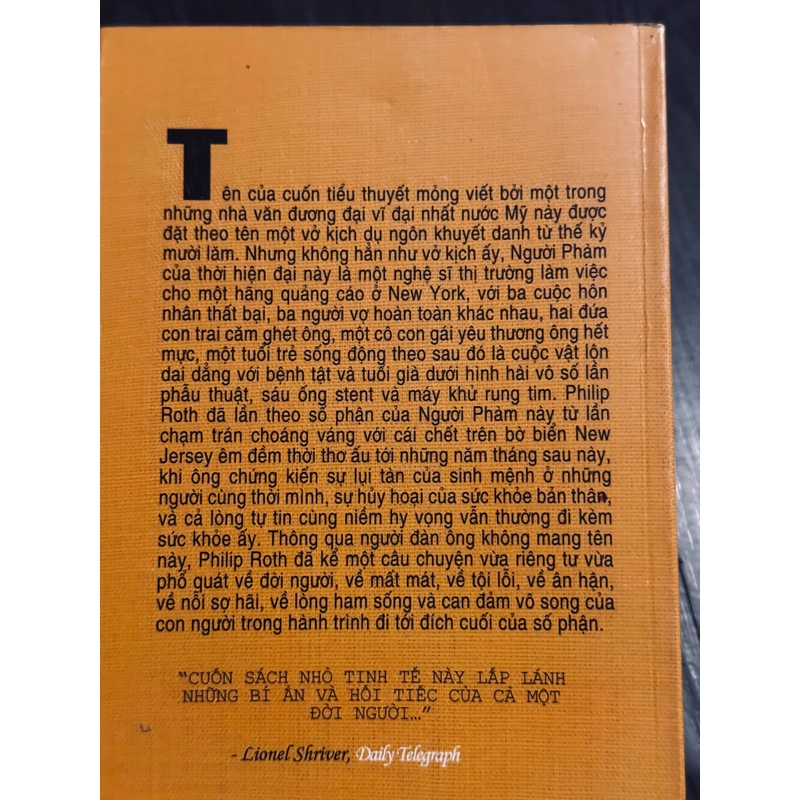 Tên của cuốn tiểu thuyết mỏng viết bởi một trong
những nhà văn đương đại vĩ đại nhất nước Mỹ này được
đặt theo tên một vở kịch dụ ngôn khuyết danh từ thế kỷ
mười lăm. Nhưng không hẳn như vở kịch ấy, Người Phàm
của thời hiện đại này là một nghệ sĩ thị trường làm việc
cho một hãng quảng cáo ở New York, với ba cuộc hôn
nhân thất bại, ba người vợ hoàn toàn khác nhau, hai đứa
con trai căm ghét ông, một cô con gái yêu thương ông hết
mực, một tuổi trẻ sống động theo sau đó là cuộc vật lộn
dai dẳng với bệnh tật và tuổi già dưới hình hài vô số lần
phẫu thuật, sáu ống stent và máy khử rung tim. Philip
Roth đã lần theo số phận của Người Phàm này từ lần
chạm trán choáng váng với cái chết trên bờ biển New
Jersey êm đềm thời thơ ấu tới những năm tháng sau này,
khi ông chứng kiến sự lụi tàn của sinh mệnh ở những
người cùng thời mình, sự hủy hoại của sức khỏe bản thân,
và cả lòng tự tin cùng niềm hy vọng vẫn thường đi kèm
sức khỏe ấy. Thông qua người đàn ông không mang tên
này, Philip Roth đã kể một câu chuyện vừa riêng tư vừa
phổ quát về đời người, về mất mát, về tội lỗi, về ân hận,
về nỗi sợ hãi, về lòng ham sống và can đảm vô song của
con người trong hành trình đi tới đích cuối của số phận.
"CUỐN SÁCH NHỎ TINH TẾ NÀY LẤP LÁNH
NHỮNG BÍ ẨN VÀ HỐI TIẾC CỦA CẢ MỘT
ĐỜI NGƯỜI…"
- Lionel Shriver, Daily Telegraph